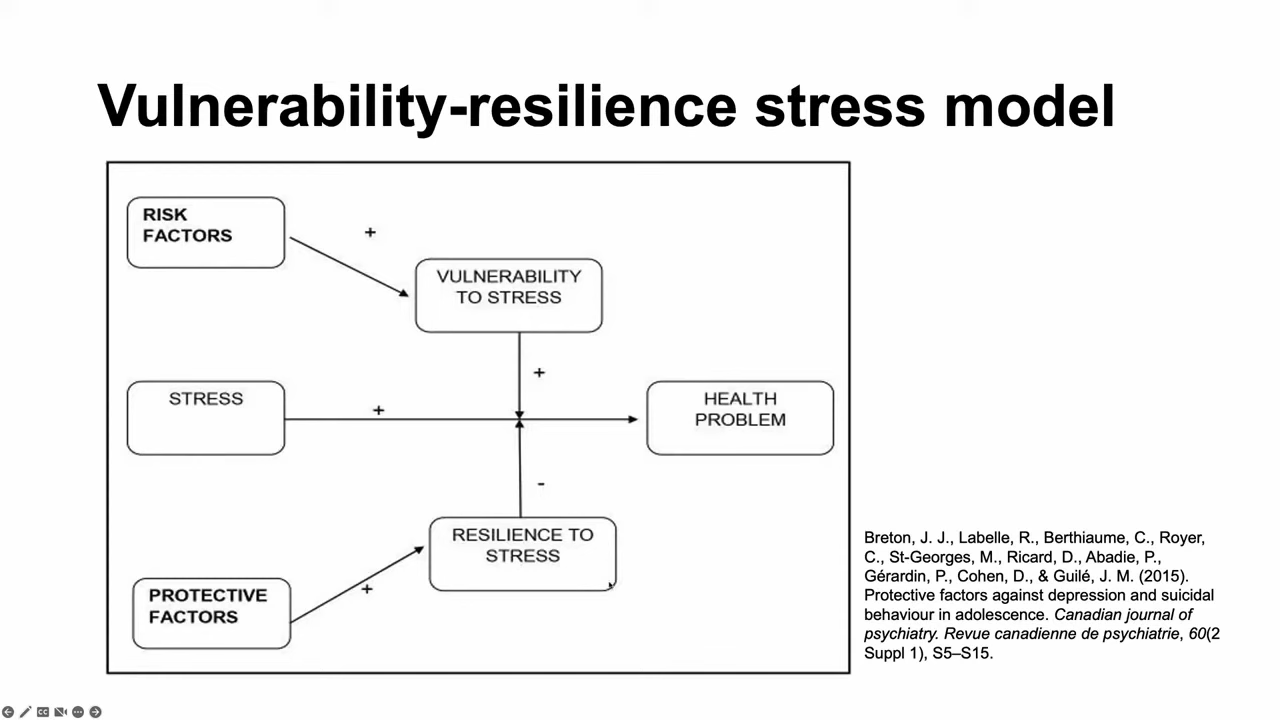 Vulnerability-resilience stress model
RISK
FACTORS
+
VULNERABILITY
TO STRESS
+
STRESS
+
HEALTH
PROBLEM
-
RESILIENCE TO
STRESS
+
PROTECTIVE
FACTORS
Breton, J. J., Labelle, R., Berthiaume, C., Royer,
C., St-Georges, M., Ricard, D., Abadie, P.,
Gérardin, P., Cohen, D., & Guilé, J. M. (2015).
Protective factors against depression and suicidal
behaviour in adolescence. Canadian journal of
psychiatry. Revue canadienne de psychiatrie, 60(2
Suppl 1), S5–S15.